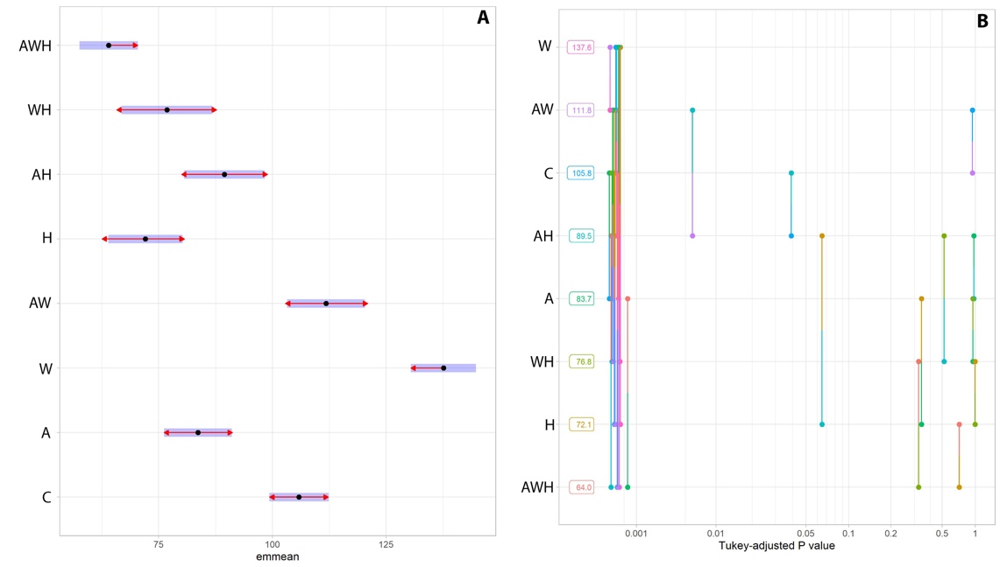 A
AWH
WH
AH
H
AW
W
A
C
75 100 125
emmean
B
W 137.6
AW 111.8
C 105.8
AH 89.5
A 83.7
WH 76.8
H 72.1
AWH 64.0
0.001 0.01 0.05 0.1 0.2 0.5 1
Tukey-adjusted P value